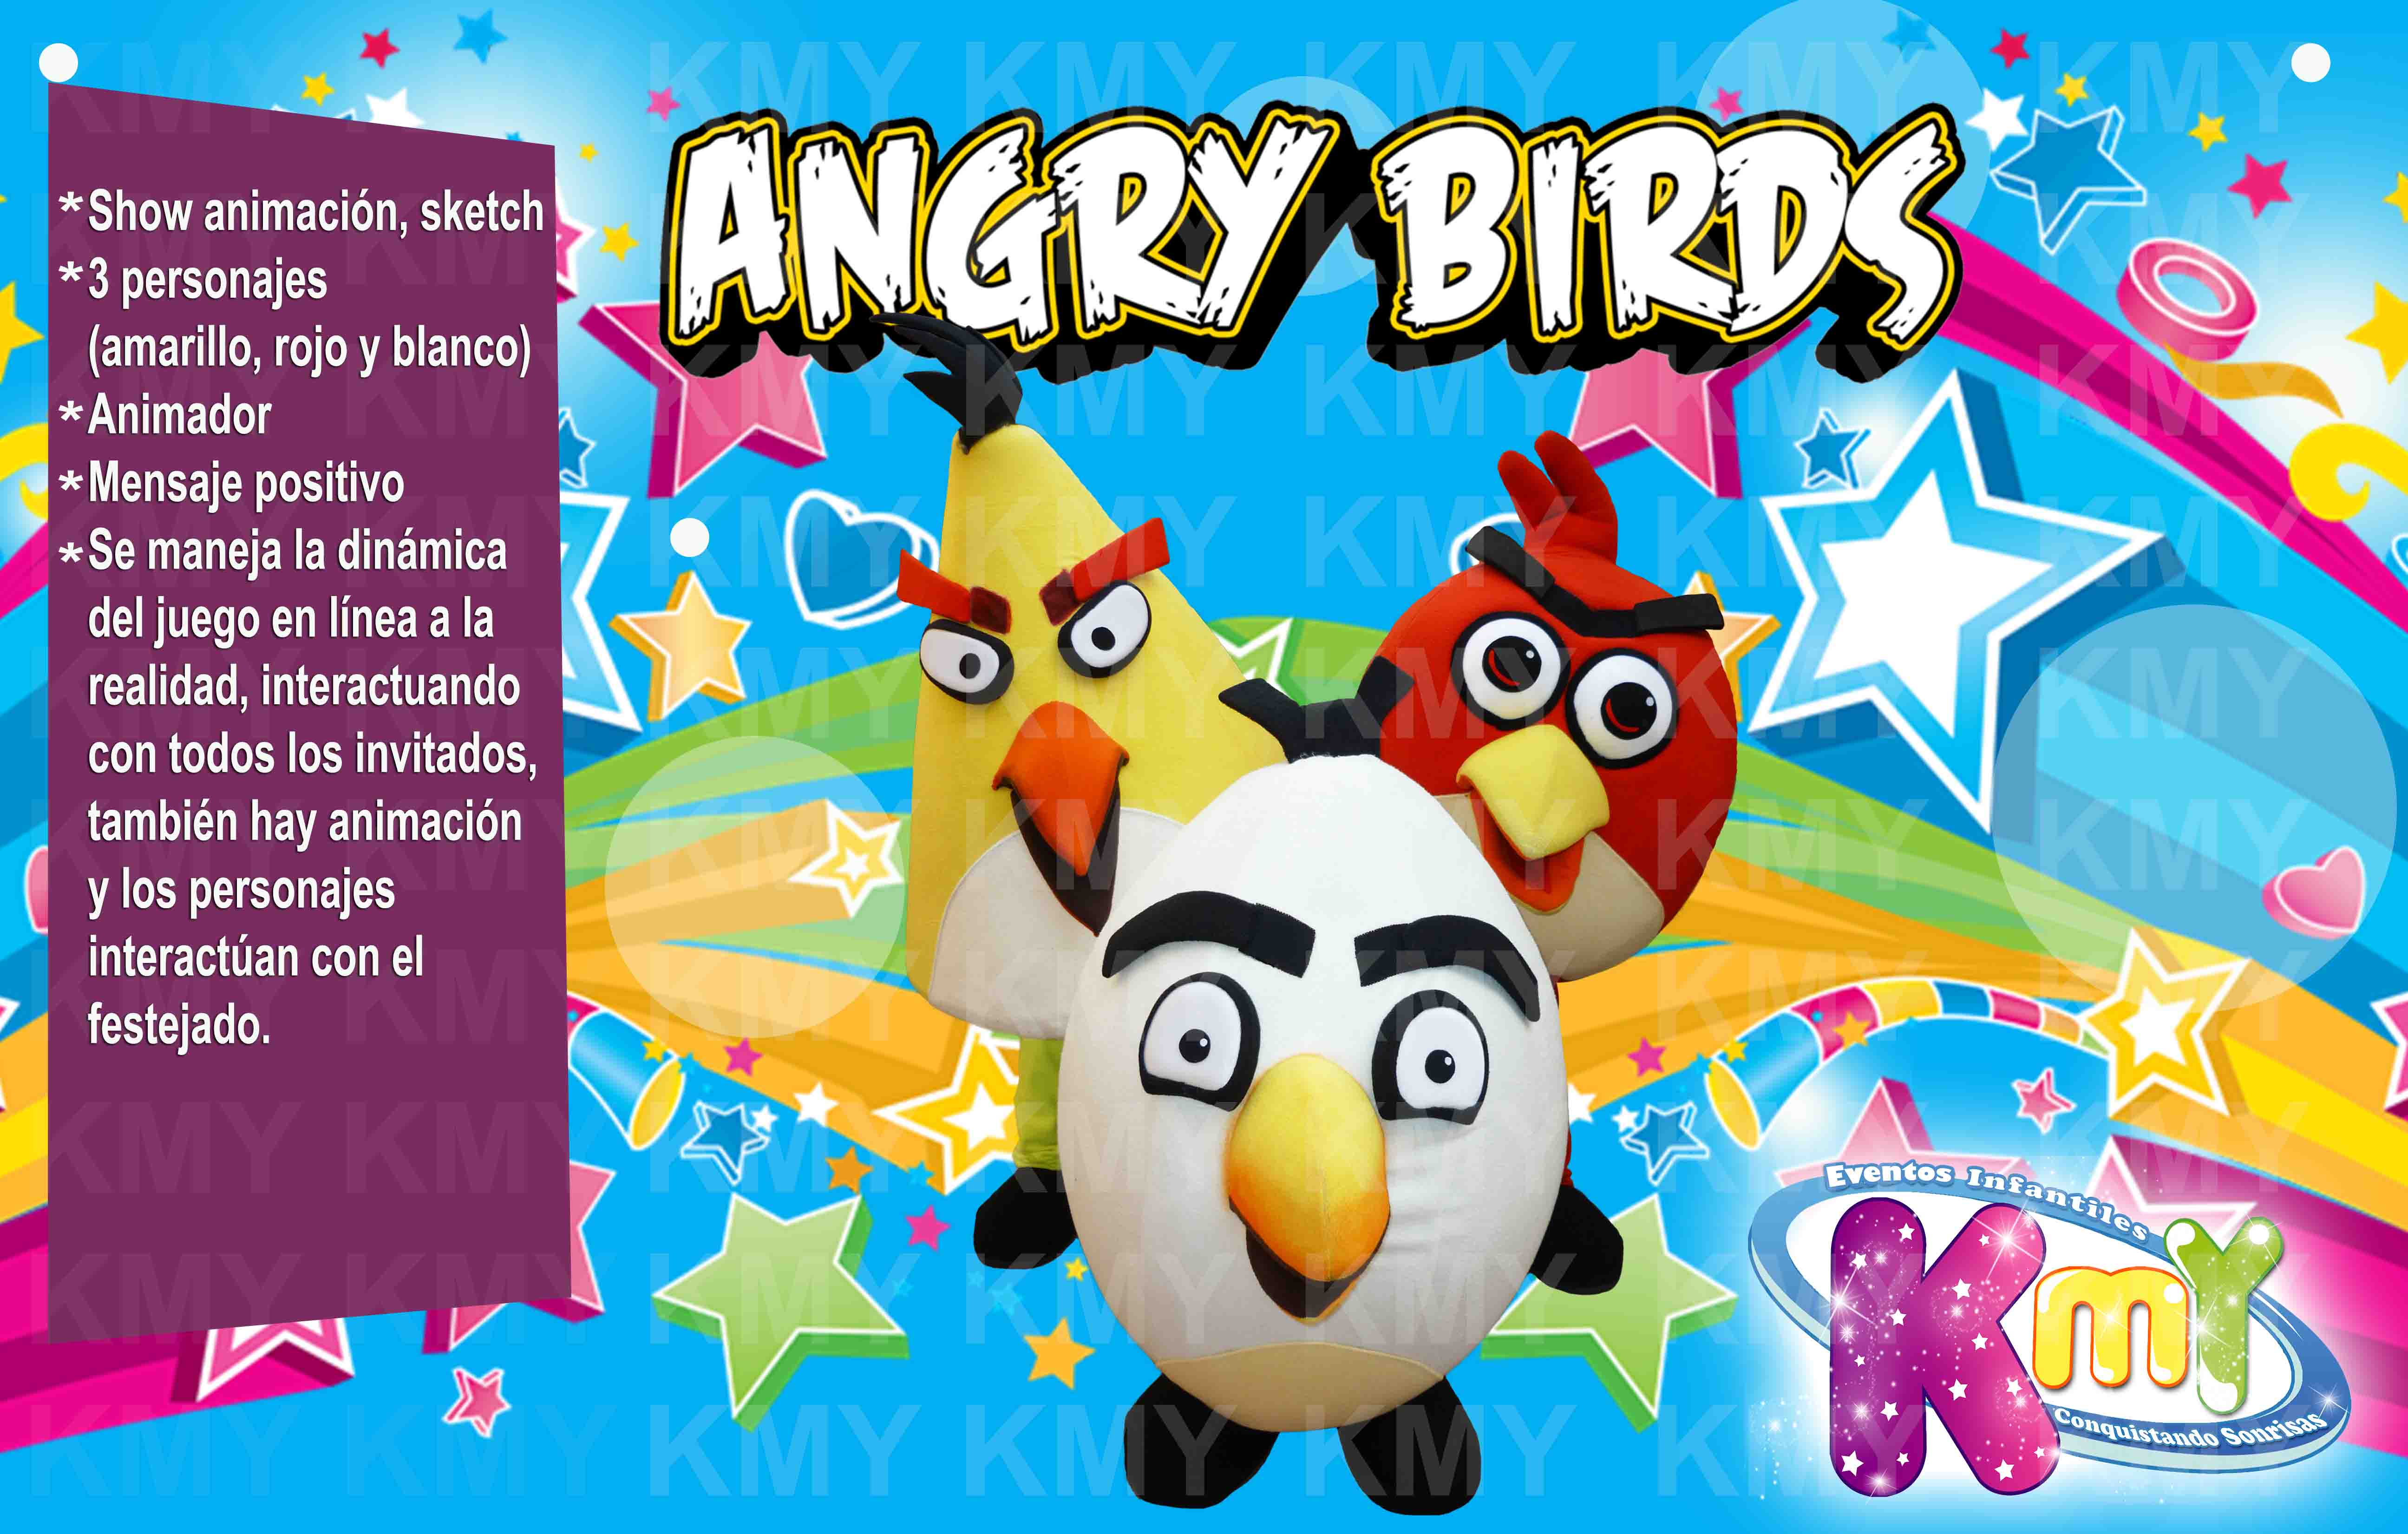 ANGRY BIRDS
*Show animación, sketch
*3 personajes
(amarillo, rojo y blanco)
*Animador
*Mensaje positivo
*Se maneja la dinámica
del juego en línea a la
realidad, interactuando
con todos los invitados,
también hay animación
y los personajes
interactúan con el
festejado.
Eventos Infantiles
KmY
Conquistando Sonrisas